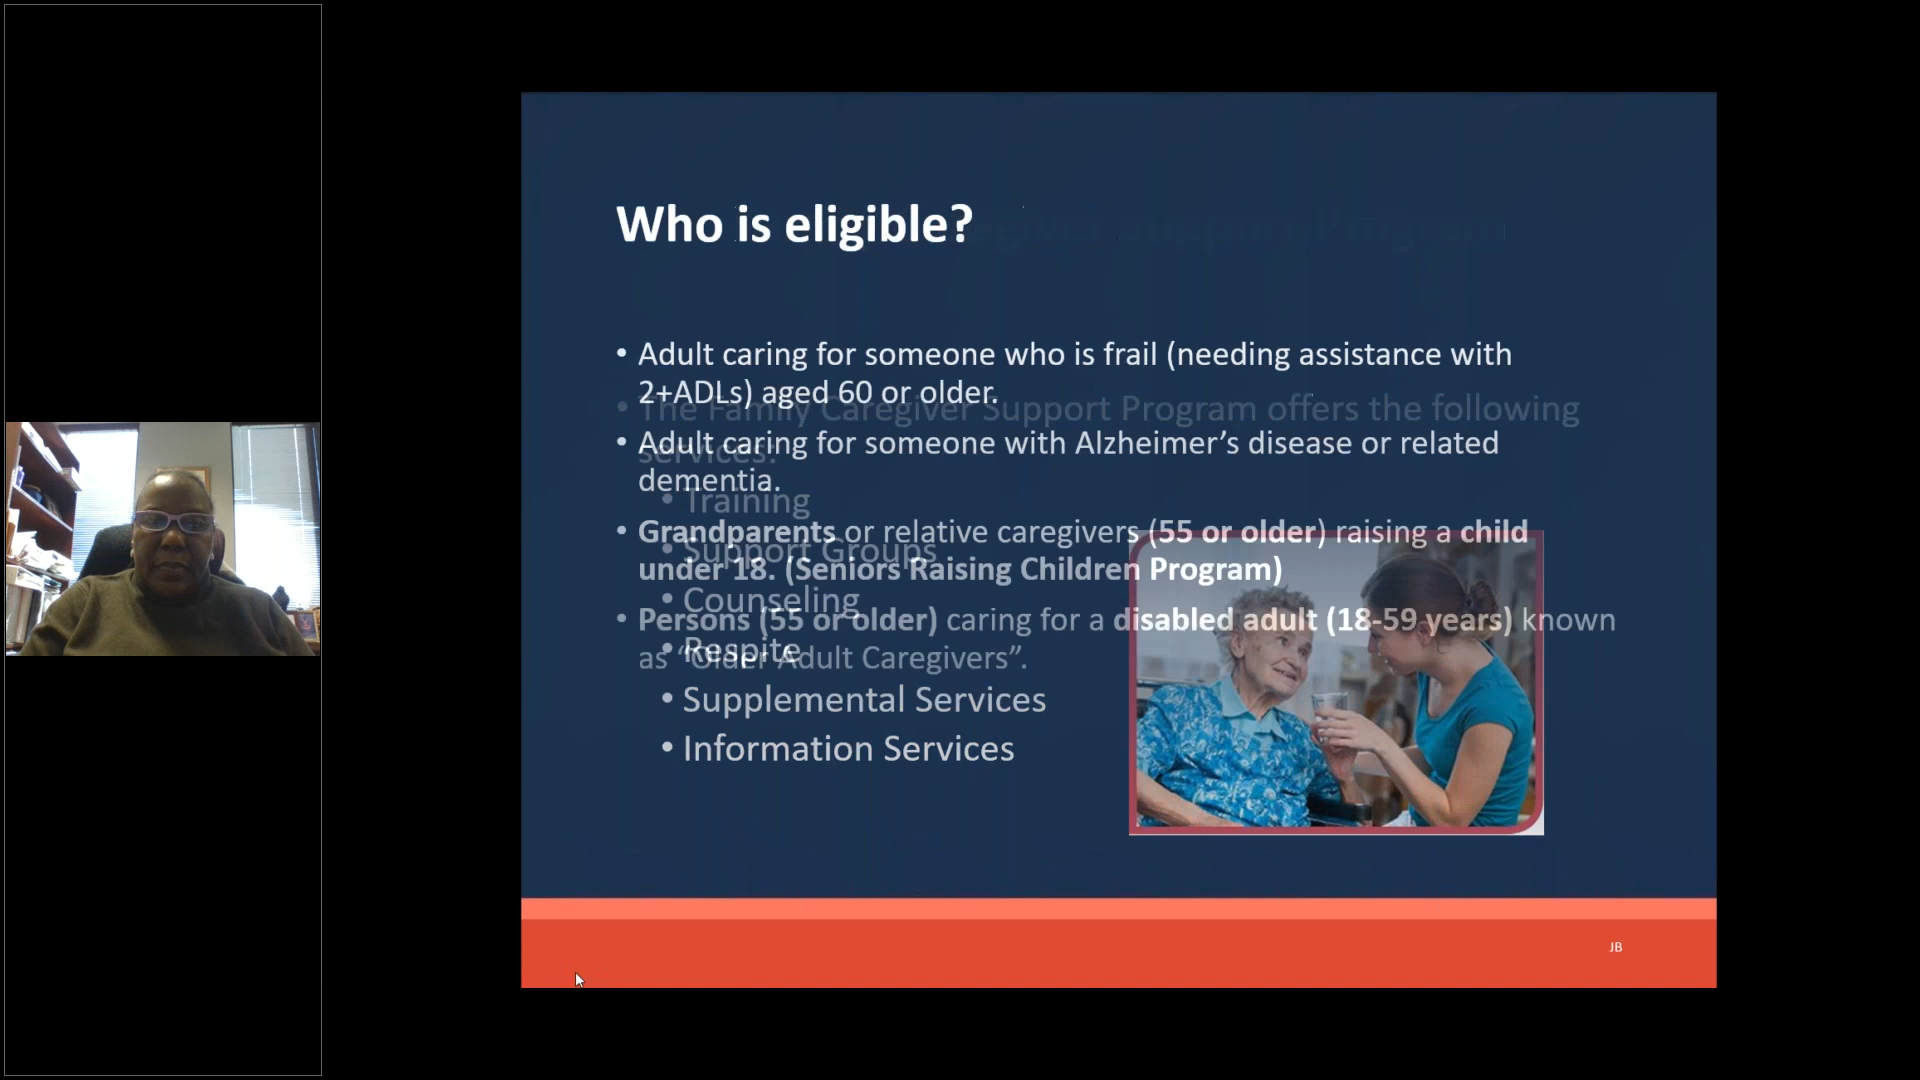 Who is eligible?
• Adult caring for someone who is frail (needing assistance with
2+ADLs) aged 60 or older.
• The Family Caregiver Support Program offers the following
services:
• Adult caring for someone with Alzheimer’s disease or related
dementia.
• Training
• Grandparents or relative caregivers (55 or older) raising a child
under 18. (Seniors Raising Children Program)
• Support Groups
• Counseling
• Persons (55 or older) caring for a disabled adult (18-59 years) known
as “Older Adult Caregivers”.
• Respite
• Supplemental Services
• Information Services
JB